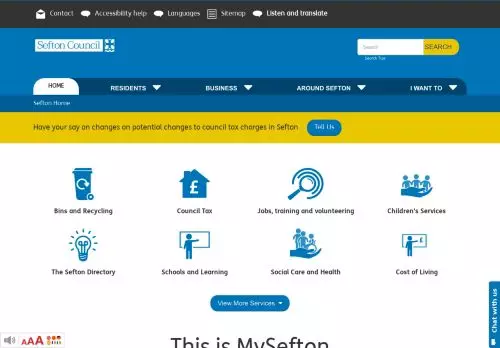 Contact Accessibility help Languages Sitemap Listen and translate
Sefton Council
Search SEARCH
Search Tips
HOME RESIDENTS BUSINESS AROUND SEFTON I WANT TO
Sefton Home
Have your say on changes on potential changes to council tax charges in Sefton Tell Us
Bins and Recycling Council Tax Jobs, training and volunteering Children's Services
The Sefton Directory Schools and Learning Social Care and Health Cost of Living
View More Services
Chat with us
AAA
This is MySefton